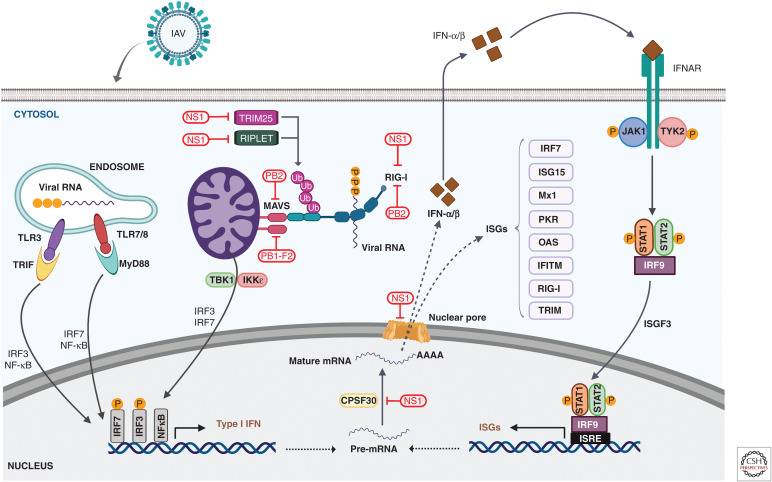 IAV
IFN-α/β
IFNAR
CYTOSOL
NS1
TRIM25
NS1
RIPLET
NS1
P
JAK1
TYK2
P
IRF7
ISG15
Mx1
PKR
OAS
IFITM
RIG-I
TRIM
ISGs
ENDOSOME
Viral RNA
TLR3
TLR7/8
TRIF
MyD88
PB2
MAVS
PB1-F2
Ub
Ub
Ub
Ub
P
P
P
RIG-I
PB2
Viral RNA
IFN-α/β
TBK1
IKKε
P
STAT1
STAT2
P
IRF9
ISGF3
IRF3
IRF7
IRF7
NF-κB
IRF3
NF-κB
NS1
Nuclear pore
Mature mRNA
AAAA
CPSF30
NS1
Pre-mRNA
P
P
IRF7
IRF3
NFκB
Type I IFN
ISGs
P
STAT1
STAT2
P
IRF9
ISRE
NUCLEUS
CSH
PERSPECTIVES